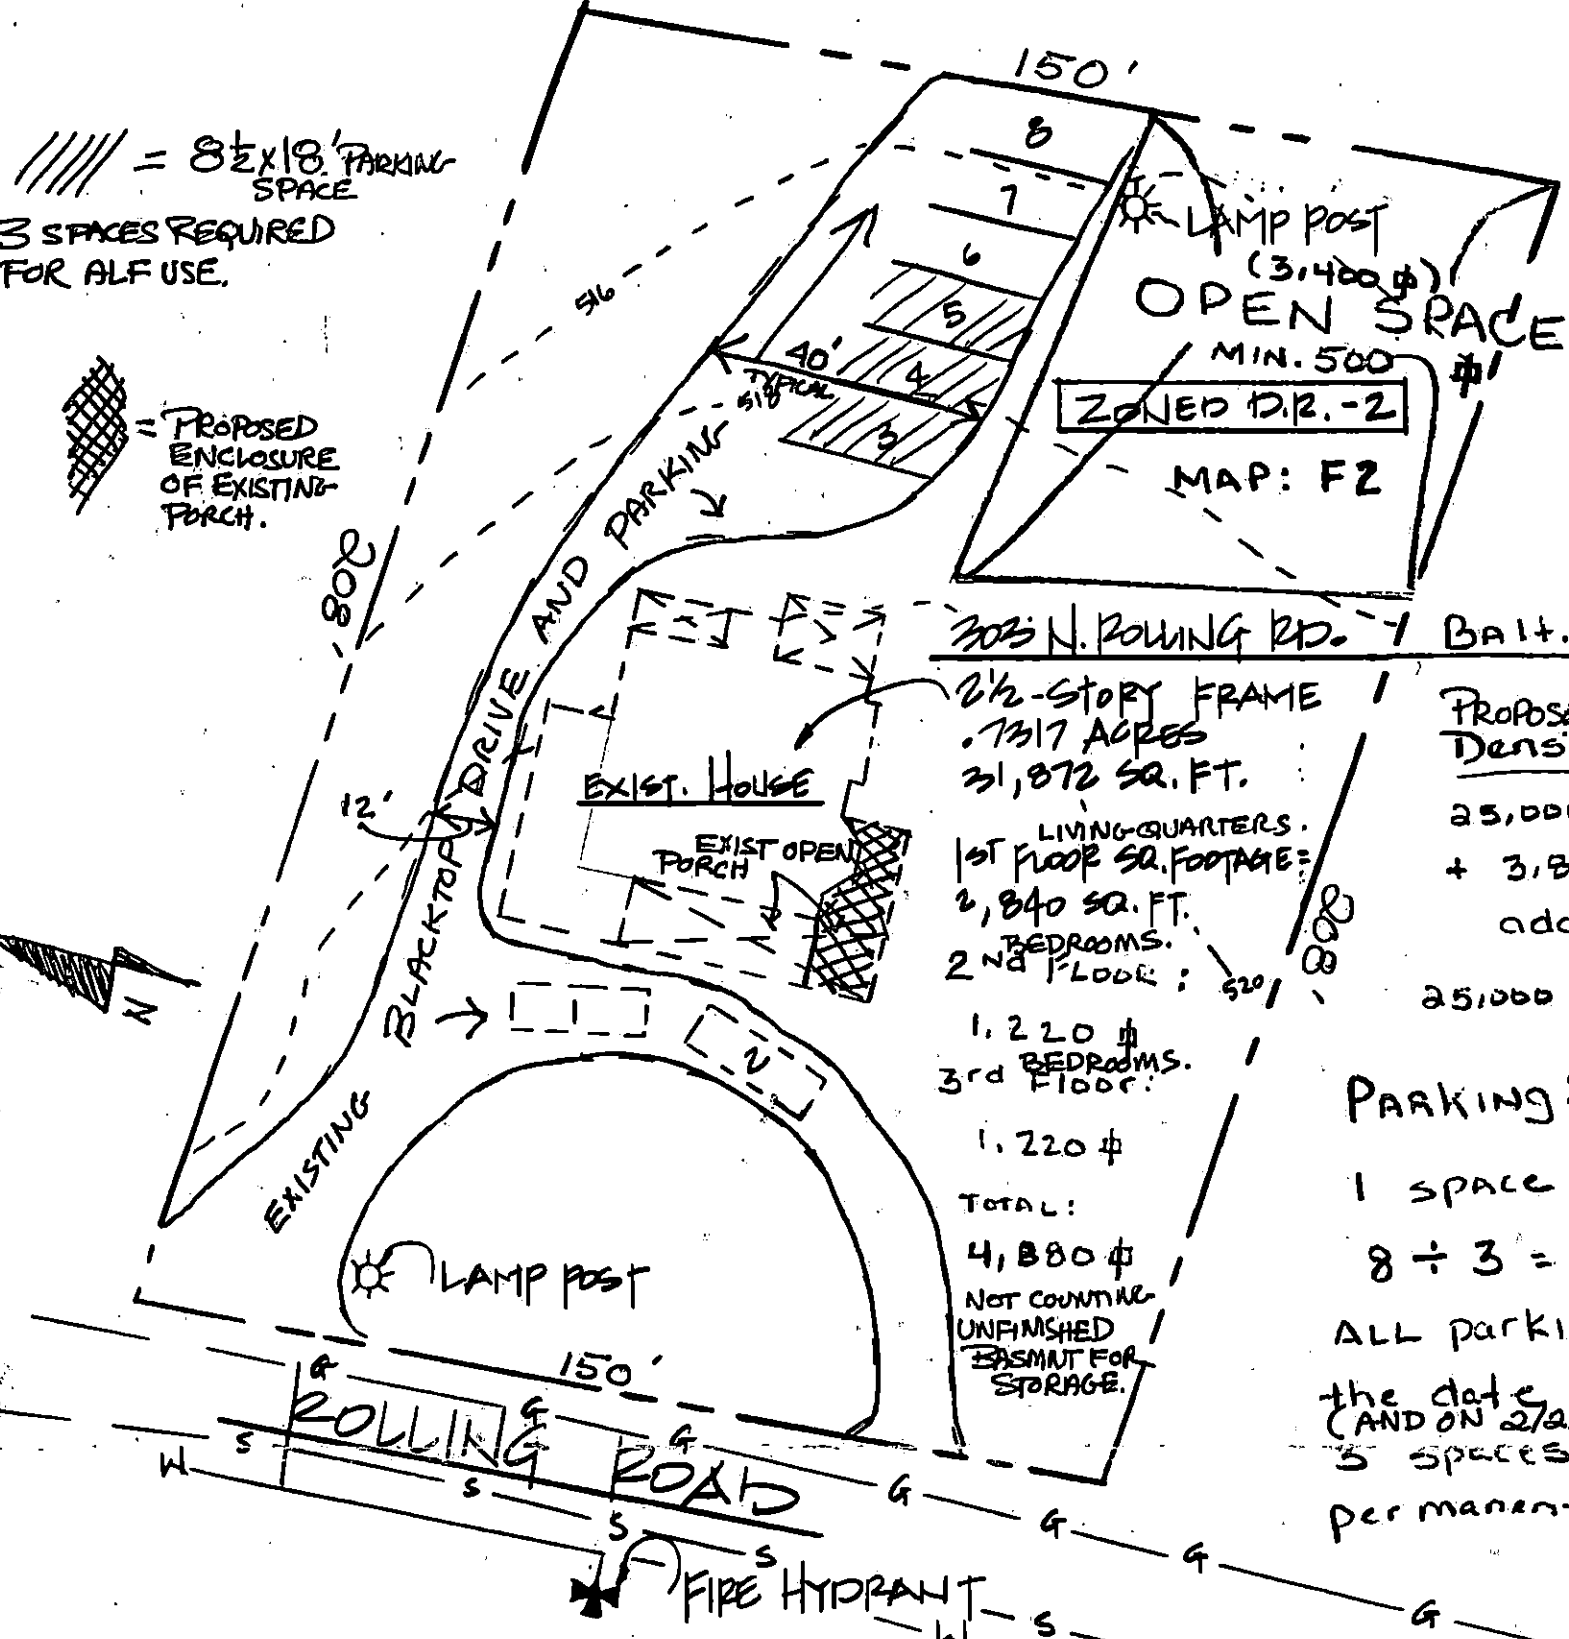 150'
= 8½x18' PARKING
SPACE
3 SPACES REQUIRED
FOR ALF USE.
= PROPOSED
ENCLOSURE
OF EXISTING
PORCH.
8
7
6
5
4
3
40'
TYPICAL
516
518
LAMP POST
(3,400 ⌗)
OPEN SPACE
MIN. 500 ⌗
ZONED D.R.-2
MAP: F2
208'
12'
EXISTING BLACKTOP DRIVE AND PARKING
EXIST. HOUSE
EXIST OPEN
PORCH
2
N
303 N. ROLLING RD. Balt.
2½-STORY FRAME
.7317 ACRES
31,872 SQ. FT.
LIVING QUARTERS.
1ST FLOOR SQ. FOOTAGE=
2,840 SQ. FT.
BEDROOMS.
2nd FLOOR:
1,220 ⌗
BEDROOMS.
3rd Floor:
1,220 ⌗
TOTAL:
4,880 ⌗
NOT COUNTING
UNFINISHED
BASMNT FOR
STORAGE.
520
208'
PROPOS
Dens
25,00
+ 3,8
add
25,000
PARKING:
1 SPACE
8 ÷ 3 =
ALL parki
the date
(AND ON 2/2
3 spaces
permanen
LAMP POST
150'
ROLLING ROAD
G
G
G
G
G
G
G
S
S
S
S
S
W
W
FIRE HYDRANT